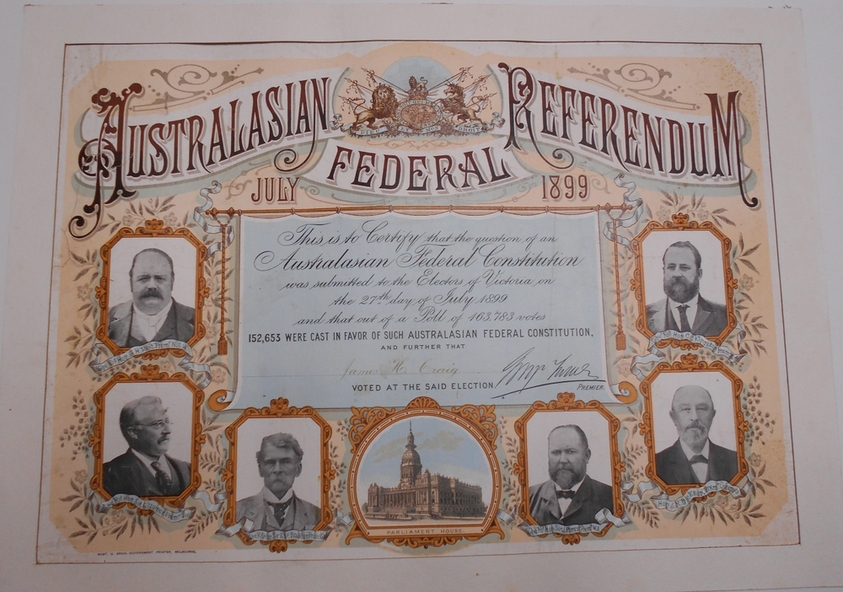 AUSTRALASIAN
FEDERAL
REFERENDUM
JULY 1899
This is to Certify that the question of an
Australasian Federal Constitution
was submitted to the Electors of Victoria on
the 27th day of July 1899
and that out of a Poll of 163,783 votes
152,653 WERE CAST IN FAVOR OF SUCH AUSTRALASIAN FEDERAL CONSTITUTION,
AND FURTHER THAT
James H. Craig
VOTED AT THE SAID ELECTION
PREMIER.
PARLIAMENT HOUSE.
GOVERNMENT PRINTER, MELBOURNE.